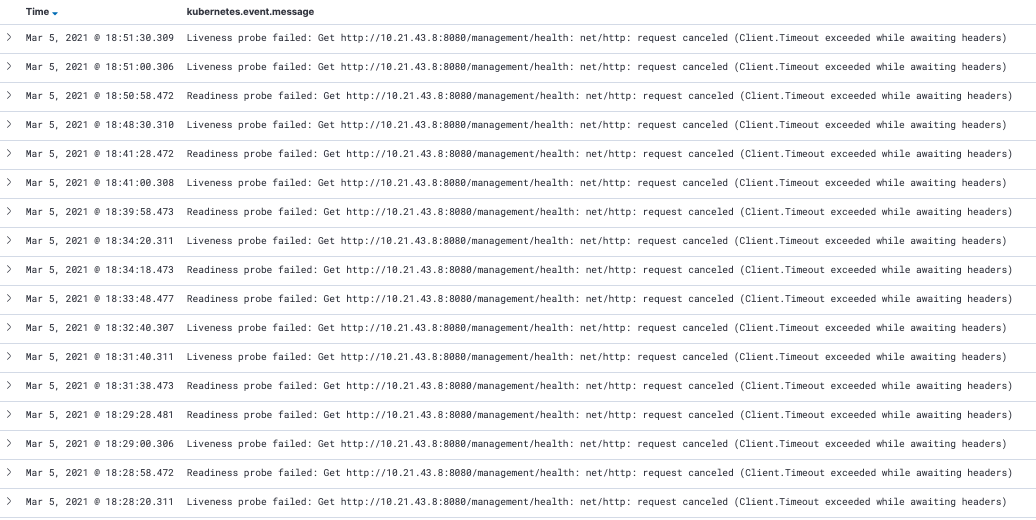 Time kubernetes.event.message
Mar 5, 2021 @ 18:51:30.309 Liveness probe failed: Get http://10.21.43.8:8080/management/health: net/http: request canceled (Client.Timeout exceeded while awaiting headers)
Mar 5, 2021 @ 18:51:00.306 Liveness probe failed: Get http://10.21.43.8:8080/management/health: net/http: request canceled (Client.Timeout exceeded while awaiting headers)
Mar 5, 2021 @ 18:50:58.472 Readiness probe failed: Get http://10.21.43.8:8080/management/health: net/http: request canceled (Client.Timeout exceeded while awaiting headers)
Mar 5, 2021 @ 18:48:30.310 Liveness probe failed: Get http://10.21.43.8:8080/management/health: net/http: request canceled (Client.Timeout exceeded while awaiting headers)
Mar 5, 2021 @ 18:41:28.472 Readiness probe failed: Get http://10.21.43.8:8080/management/health: net/http: request canceled (Client.Timeout exceeded while awaiting headers)
Mar 5, 2021 @ 18:41:00.308 Liveness probe failed: Get http://10.21.43.8:8080/management/health: net/http: request canceled (Client.Timeout exceeded while awaiting headers)
Mar 5, 2021 @ 18:39:58.473 Readiness probe failed: Get http://10.21.43.8:8080/management/health: net/http: request canceled (Client.Timeout exceeded while awaiting headers)
Mar 5, 2021 @ 18:34:20.311 Liveness probe failed: Get http://10.21.43.8:8080/management/health: net/http: request canceled (Client.Timeout exceeded while awaiting headers)
Mar 5, 2021 @ 18:34:18.473 Readiness probe failed: Get http://10.21.43.8:8080/management/health: net/http: request canceled (Client.Timeout exceeded while awaiting headers)
Mar 5, 2021 @ 18:33:48.477 Readiness probe failed: Get http://10.21.43.8:8080/management/health: net/http: request canceled (Client.Timeout exceeded while awaiting headers)
Mar 5, 2021 @ 18:32:40.307 Liveness probe failed: Get http://10.21.43.8:8080/management/health: net/http: request canceled (Client.Timeout exceeded while awaiting headers)
Mar 5, 2021 @ 18:31:40.311 Liveness probe failed: Get http://10.21.43.8:8080/management/health: net/http: request canceled (Client.Timeout exceeded while awaiting headers)
Mar 5, 2021 @ 18:31:38.473 Readiness probe failed: Get http://10.21.43.8:8080/management/health: net/http: request canceled (Client.Timeout exceeded while awaiting headers)
Mar 5, 2021 @ 18:29:28.481 Readiness probe failed: Get http://10.21.43.8:8080/management/health: net/http: request canceled (Client.Timeout exceeded while awaiting headers)
Mar 5, 2021 @ 18:29:00.306 Liveness probe failed: Get http://10.21.43.8:8080/management/health: net/http: request canceled (Client.Timeout exceeded while awaiting headers)
Mar 5, 2021 @ 18:28:58.472 Readiness probe failed: Get http://10.21.43.8:8080/management/health: net/http: request canceled (Client.Timeout exceeded while awaiting headers)
Mar 5, 2021 @ 18:28:20.311 Liveness probe failed: Get http://10.21.43.8:8080/management/health: net/http: request canceled (Client.Timeout exceeded while awaiting headers)